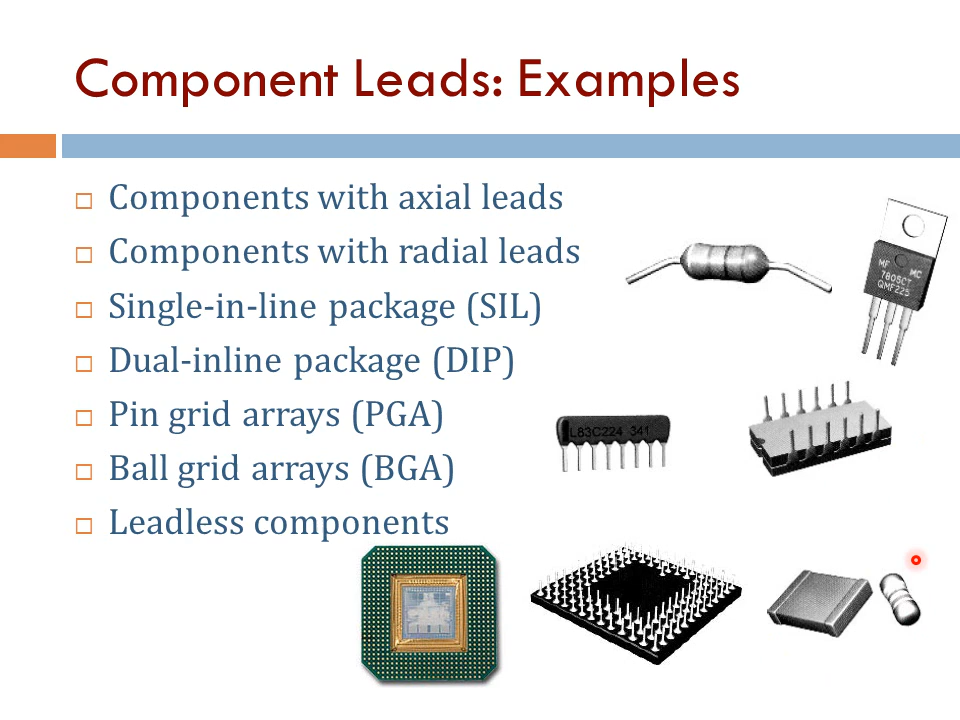 Component Leads: Examples
Components with axial leads
Components with radial leads
Single-in-line package (SIL)
Dual-inline package (DIP)
Pin grid arrays (PGA)
Ball grid arrays (BGA)
Leadless components
MF MC
7805CT
QMF225
L83C224 341